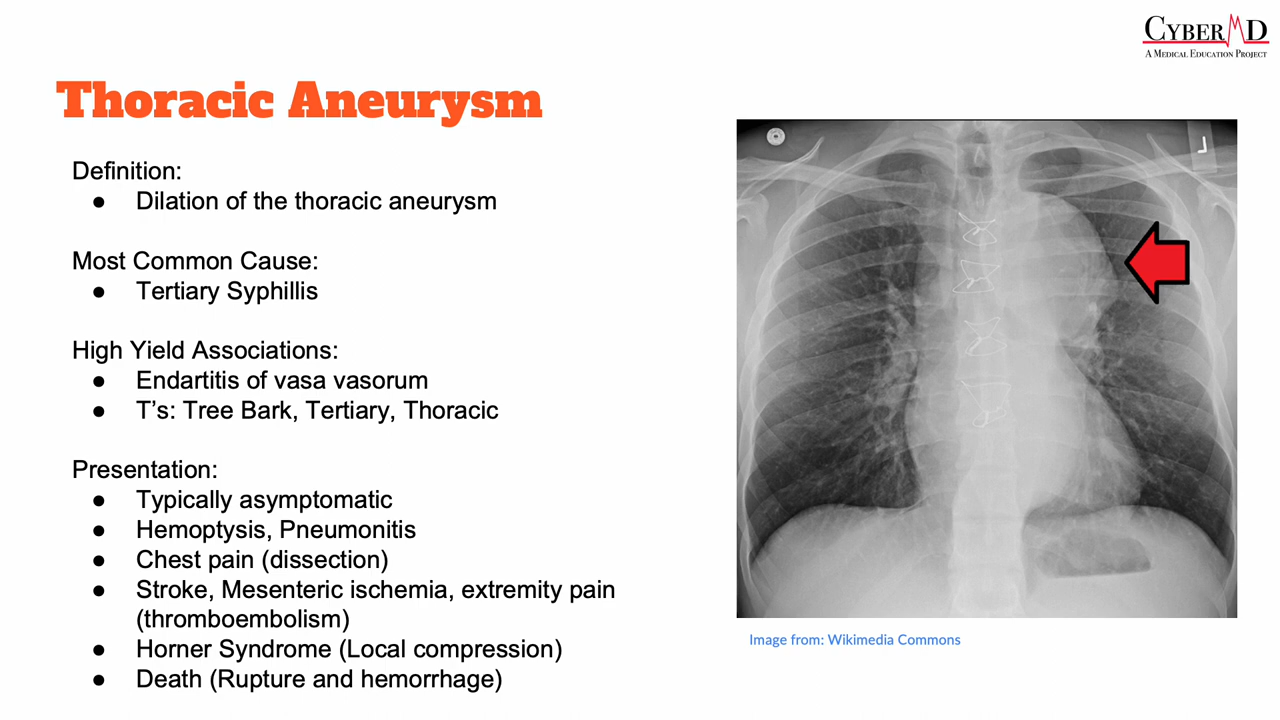 CYBERMD
A MEDICAL EDUCATION PROJECT
Thoracic Aneurysm
Definition:
● Dilation of the thoracic aneurysm
Most Common Cause:
● Tertiary Syphillis
High Yield Associations:
● Endartitis of vasa vasorum
● T’s: Tree Bark, Tertiary, Thoracic
Presentation:
● Typically asymptomatic
● Hemoptysis, Pneumonitis
● Chest pain (dissection)
● Stroke, Mesenteric ischemia, extremity pain
(thromboembolism)
● Horner Syndrome (Local compression)
● Death (Rupture and hemorrhage)
L
Image from: Wikimedia Commons